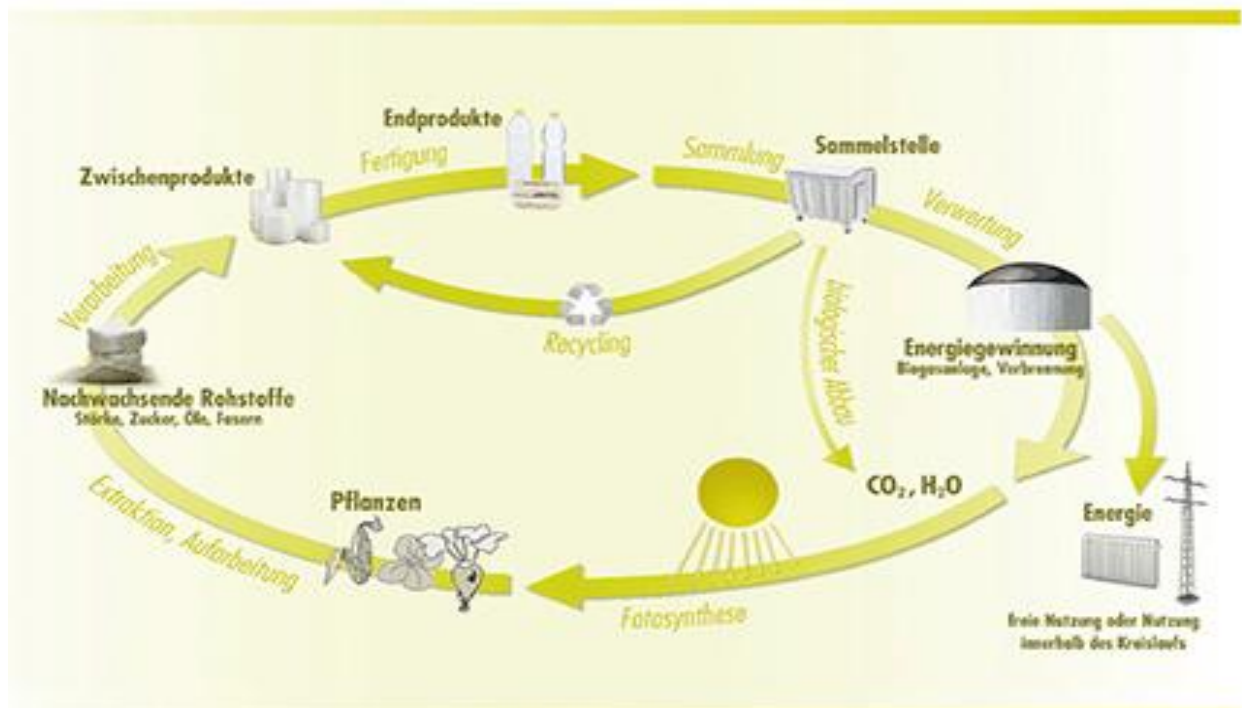 Endprodukte
Fertigung
Zwischenprodukte
Sammlung
Sammelstelle
Verwertung
Verarbeitung
Recycling
biologischer Abbau
Energiegewinnung
Biogasanlage, Verbrennung
Nachwachsende Rohstoffe
Stärke, Zucker, Öle, Fasern
Extraktion, Aufarbeitung
Pflanzen
Fotosynthese
CO₂, H₂O
Energie
freie Nutzung oder Nutzung
innerhalb des Kreislaufs